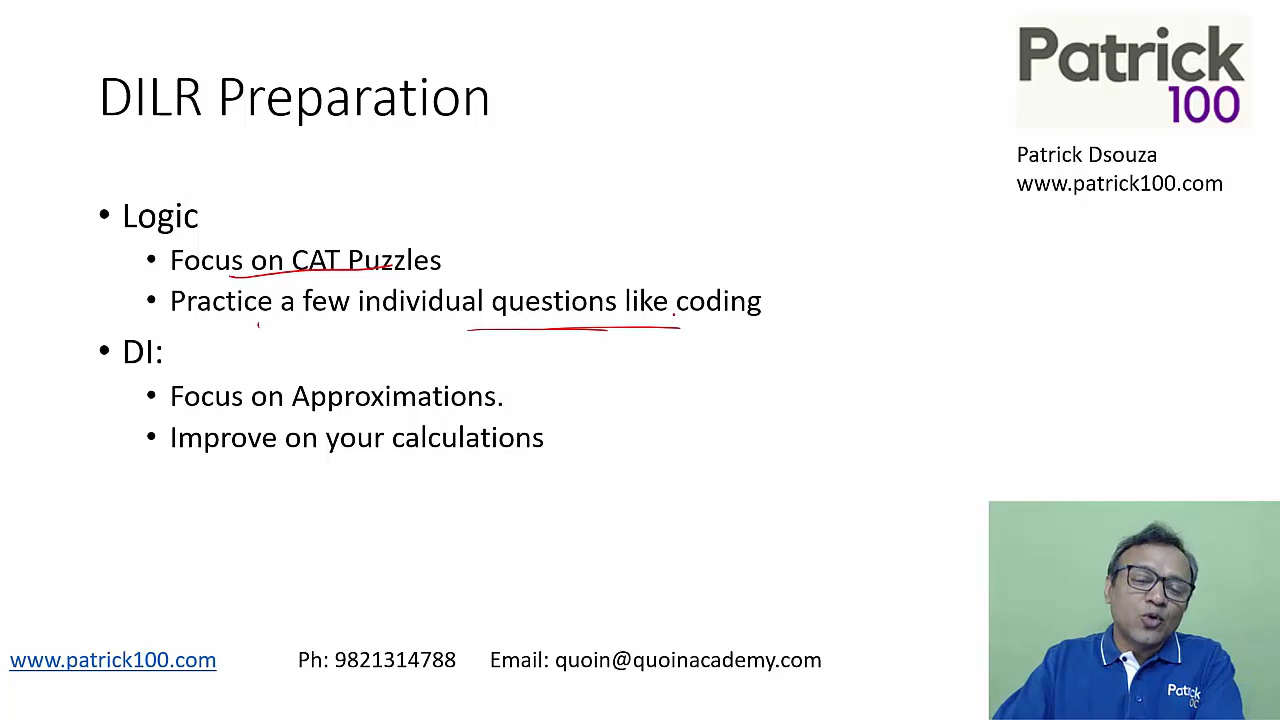 Patrick
100
DILR Preparation
Patrick Dsouza
www.patrick100.com
• Logic
• Focus on CAT Puzzles
• Practice a few individual questions like coding
• DI:
• Focus on Approximations.
• Improve on your calculations
www.patrick100.com Ph: 9821314788 Email: quoin@quoinacademy.com
Patrick